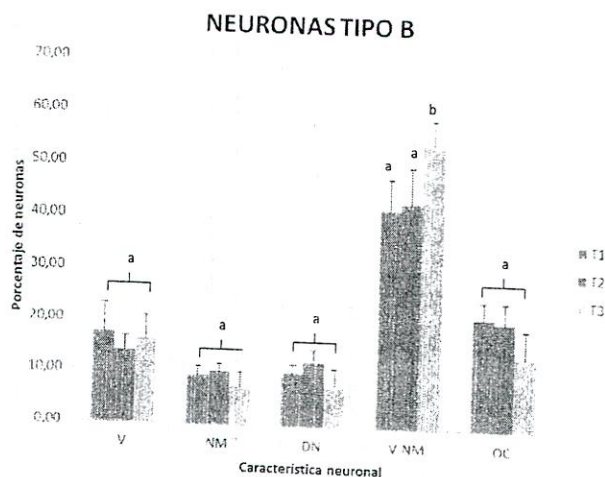 NEURONAS TIPO B
70,00
60,00
50,00
40,00
30,00
20,00
10,00
0,00
Porcentaje de neuronas
a
a
a
a
a
b
a
V
NM
DN
V-NM
OC
Característica neuronal
T1
T2
T3